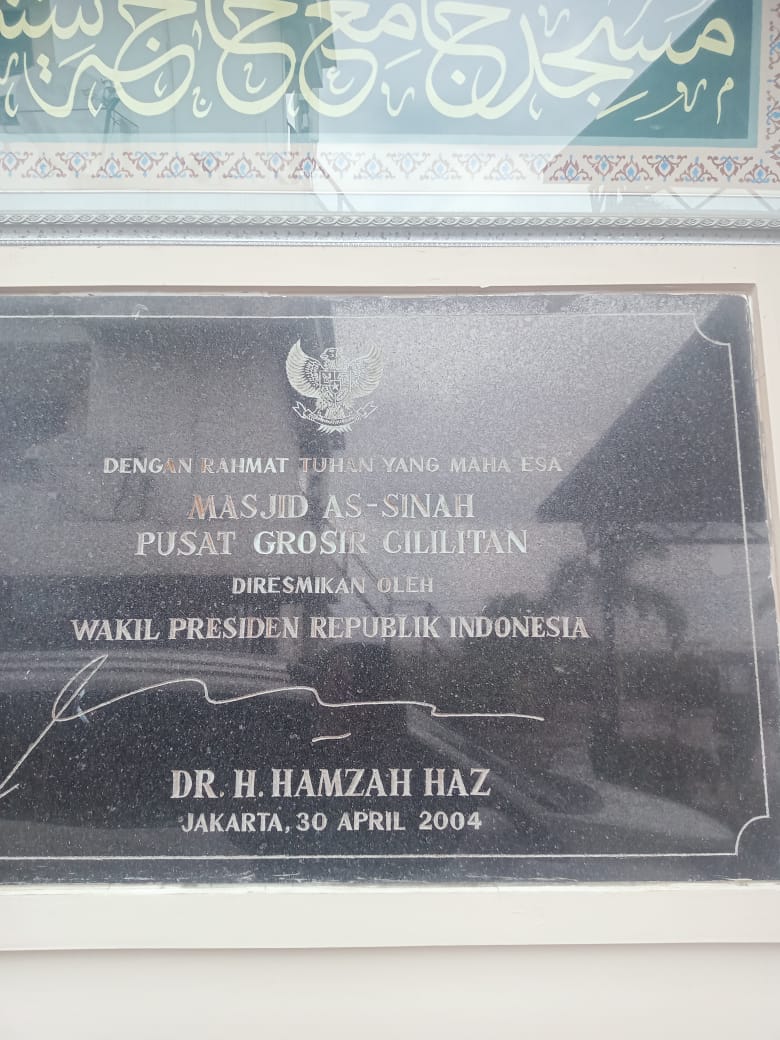 مسجد جامع حاجة سينة
DENGAN RAHMAT TUHAN YANG MAHA ESA
MASJID AS-SINAH
PUSAT GROSIR CILILITAN
DIRESMIKAN OLEH
WAKIL PRESIDEN REPUBLIK INDONESIA
DR. H. HAMZAH HAZ
JAKARTA, 30 APRIL 2004